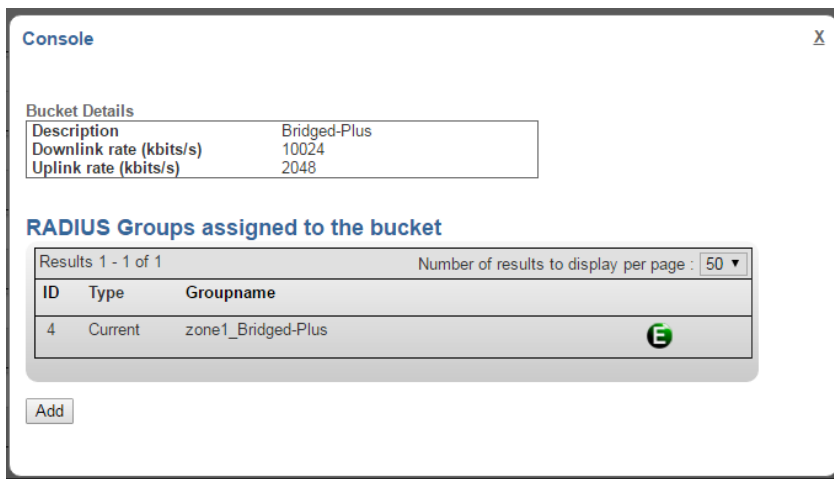 Console X
Bucket Details
Description Bridged-Plus
Downlink rate (kbits/s) 10024
Uplink rate (kbits/s) 2048
RADIUS Groups assigned to the bucket
Results 1 - 1 of 1 Number of results to display per page : 50
ID Type Groupname
4 Current zone1_Bridged-Plus E
Add